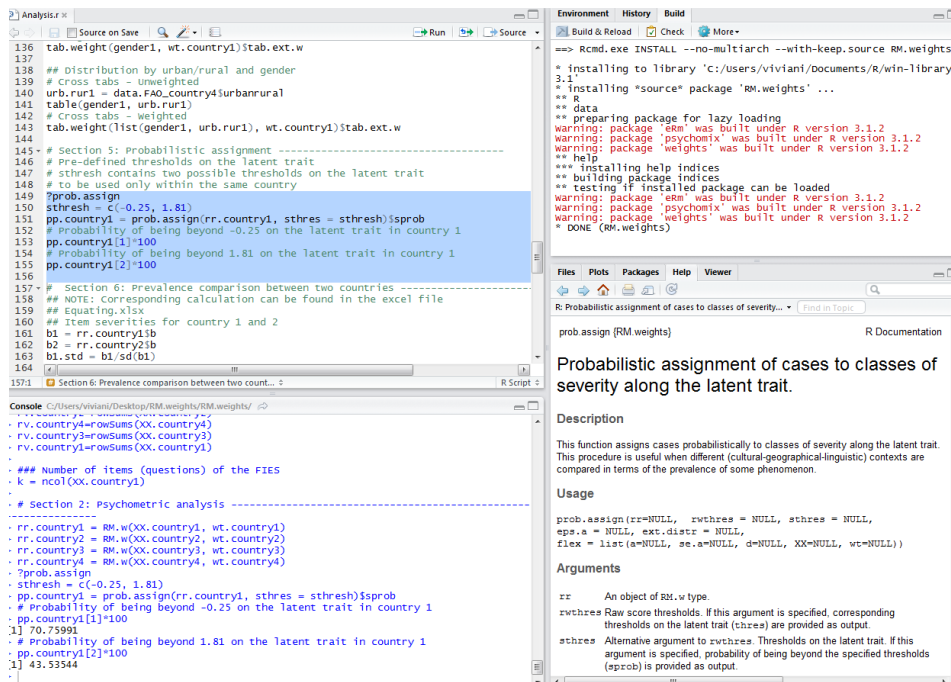 Analysis.r
Source on Save
Run
Source
136 tab.weight(gender1, wt.country1)$tab.ext.w
137
138 ## Distribution by urban/rural and gender
139 # Cross tabs - Unweighted
140 urb.rur1 = data.FAO_country4$urbanrural
141 table(gender1, urb.rur1)
142 # Cross tabs - Weighted
143 tab.weight(list(gender1, urb.rur1), wt.country1)$tab.ext.w
144
145 # Section 5: Probabilistic assignment -----------------------------------
146 # Pre-defined thresholds on the latent trait
147 # sthresh contains two possible thresholds on the latent trait
148 # to be used only within the same country
149 ?prob.assign
150 sthresh = c(-0.25, 1.81)
151 pp.country1 = prob.assign(rr.country1, sthres = sthresh)$sprob
152 # Probability of being beyond -0.25 on the latent trait in country 1
153 pp.country1[1]*100
154 # Probability of being beyond 1.81 on the latent trait in country 1
155 pp.country1[2]*100
156
157 # Section 6: Prevalence comparison between two countries --------------------
158 ## NOTE: Corresponding calculation can be found in the excel file
159 ## Equating.xlsx
160 ## Item severities for country 1 and 2
161 b1 = rr.country1$b
162 b2 = rr.country2$b
163 b1.std = b1/sd(b1)
164
157:1 Section 6: Prevalence comparison between two count... R Script
Console C:/Users/viviani/Desktop/RM.weights/RM.weights/
rv.country4=rowSums(XX.country4)
rv.country3=rowSums(XX.country3)
rv.country1=rowSums(XX.country1)
### Number of items (questions) of the FIES
k = ncol(XX.country1)
# Section 2: Psychometric analysis ----------------------------------------------
-------------
rr.country1 = RM.w(XX.country1, wt.country1)
rr.country2 = RM.w(XX.country2, wt.country2)
rr.country3 = RM.w(XX.country3, wt.country3)
rr.country4 = RM.w(XX.country4, wt.country4)
?prob.assign
sthresh = c(-0.25, 1.81)
pp.country1 = prob.assign(rr.country1, sthres = sthresh)$sprob
# Probability of being beyond -0.25 on the latent trait in country 1
pp.country1[1]*100
[1] 70.75991
# Probability of being beyond 1.81 on the latent trait in country 1
pp.country1[2]*100
[1] 43.53544
Environment History Build
Build & Reload Check More
==> Rcmd.exe INSTALL --no-multiarch --with-keep.source RM.weights
* installing to library 'C:/Users/viviani/Documents/R/win-library
3.1'
* installing *source* package 'RM.weights' ...
** R
** data
** preparing package for lazy loading
Warning: package 'eRm' was built under R version 3.1.2
Warning: package 'psychomix' was built under R version 3.1.2
Warning: package 'weights' was built under R version 3.1.2
** help
*** installing help indices
** building package indices
** testing if installed package can be loaded
Warning: package 'eRm' was built under R version 3.1.2
Warning: package 'psychomix' was built under R version 3.1.2
Warning: package 'weights' was built under R version 3.1.2
* DONE (RM.weights)
Files Plots Packages Help Viewer
R: Probabilistic assignment of cases to classes of severity... Find in Topic
prob.assign {RM.weights} R Documentation
Probabilistic assignment of cases to classes of
severity along the latent trait.
Description
This function assigns cases probabilistically to classes of severity along the latent trait.
This procedure is useful when different (cultural-geographical-linguistic) contexts are
compared in terms of the prevalence of some phenomenon.
Usage
prob.assign(rr=NULL, rwthres = NULL, sthres = NULL,
eps.a = NULL, ext.distr = NULL,
flex = list(a=NULL, se.a=NULL, d=NULL, XX=NULL, wt=NULL))
Arguments
rr An object of RM.w type.
rwthres Raw score thresholds. If this argument is specified, corresponding
thresholds on the latent trait (thres) are provided as output.
sthres Alternative argument to rwthres. Thresholds on the latent trait. If this
argument is specified, probability of being beyond the specified thresholds
(sprob) is provided as output.